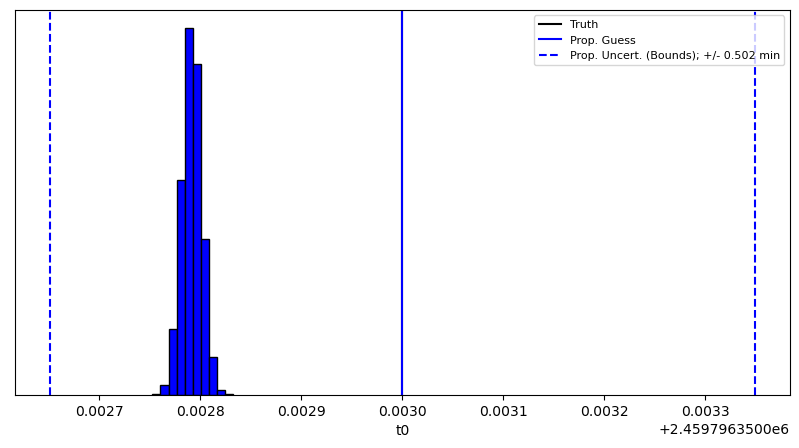 Truth
Prop. Guess
Prop. Uncert. (Bounds); +/- 0.502 min
0.0027 0.0028 0.0029 0.0030 0.0031 0.0032 0.0033
t0
+2.4597963500e6